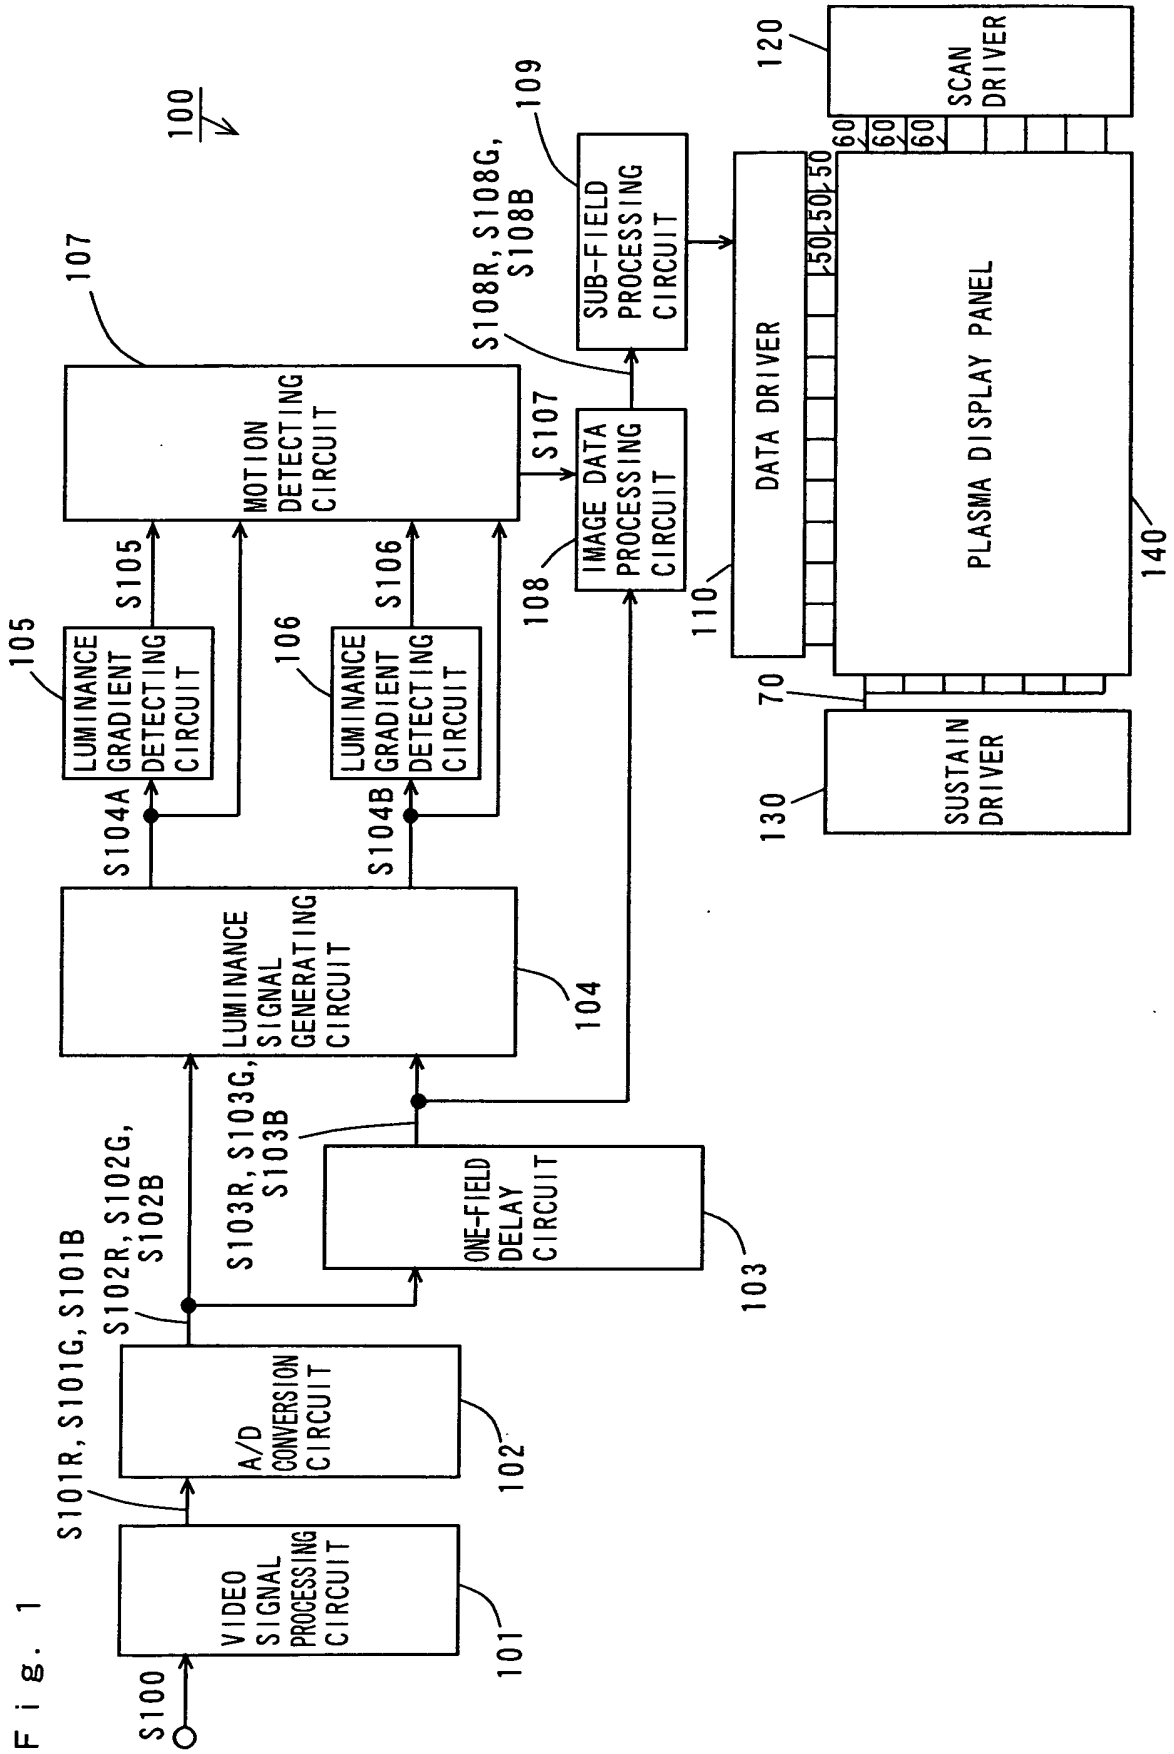 Fig. 1
100
S100
VIDEO
SIGNAL
PROCESSING
CIRCUIT
101
S101R, S101G, S101B
A/D
CONVERSION
CIRCUIT
102
S102R, S102G,
S102B
ONE-FIELD
DELAY
CIRCUIT
103
S103R, S103G,
S103B
LUMINANCE
SIGNAL
GENERATING
CIRCUIT
104
S104A
S104B
LUMINANCE
GRADIENT
DETECTING
CIRCUIT
105
S105
LUMINANCE
GRADIENT
DETECTING
CIRCUIT
106
S106
MOTION
DETECTING
CIRCUIT
107
S107
IMAGE DATA
PROCESSING
CIRCUIT
108
S108R, S108G,
S108B
SUB-FIELD
PROCESSING
CIRCUIT
109
DATA DRIVER
110
50
50
50
SUSTAIN
DRIVER
130
70
PLASMA DISPLAY PANEL
140
60
60
60
SCAN
DRIVER
120